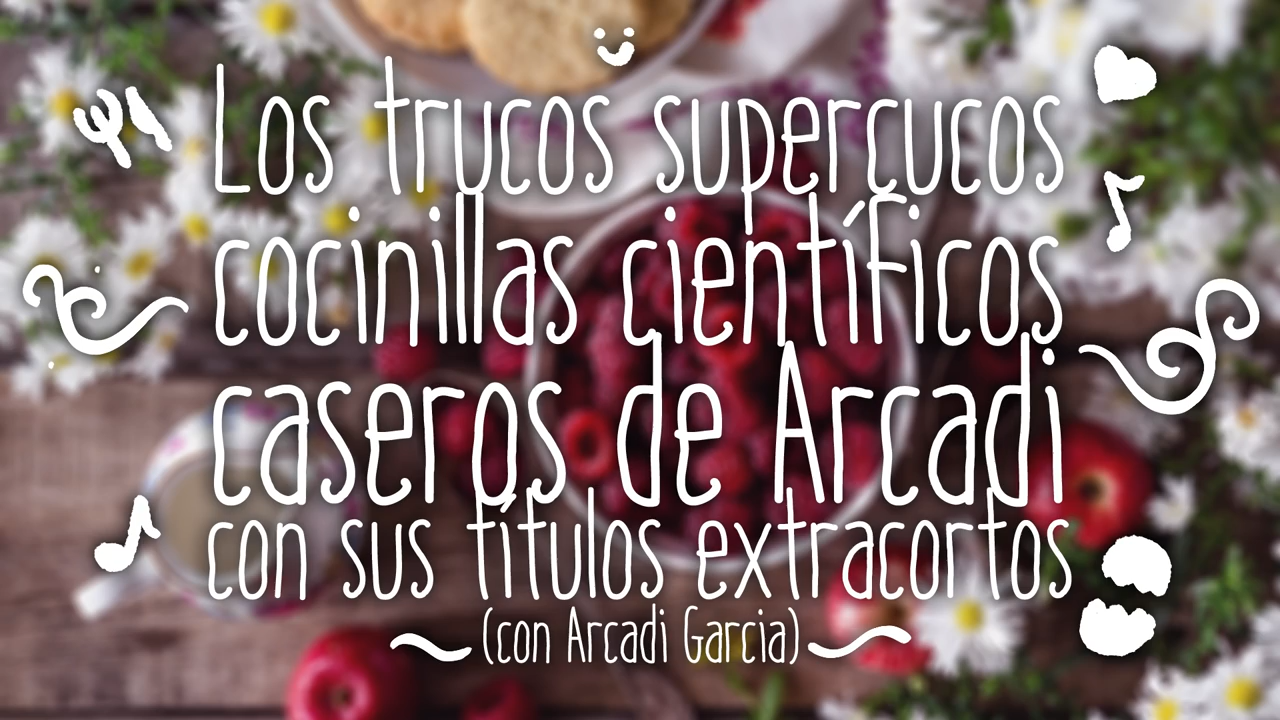 Los trucos supercucos
cocinillas científicos
caseros de Arcadi
con sus títulos extracortos
(con Arcadi Garcia)